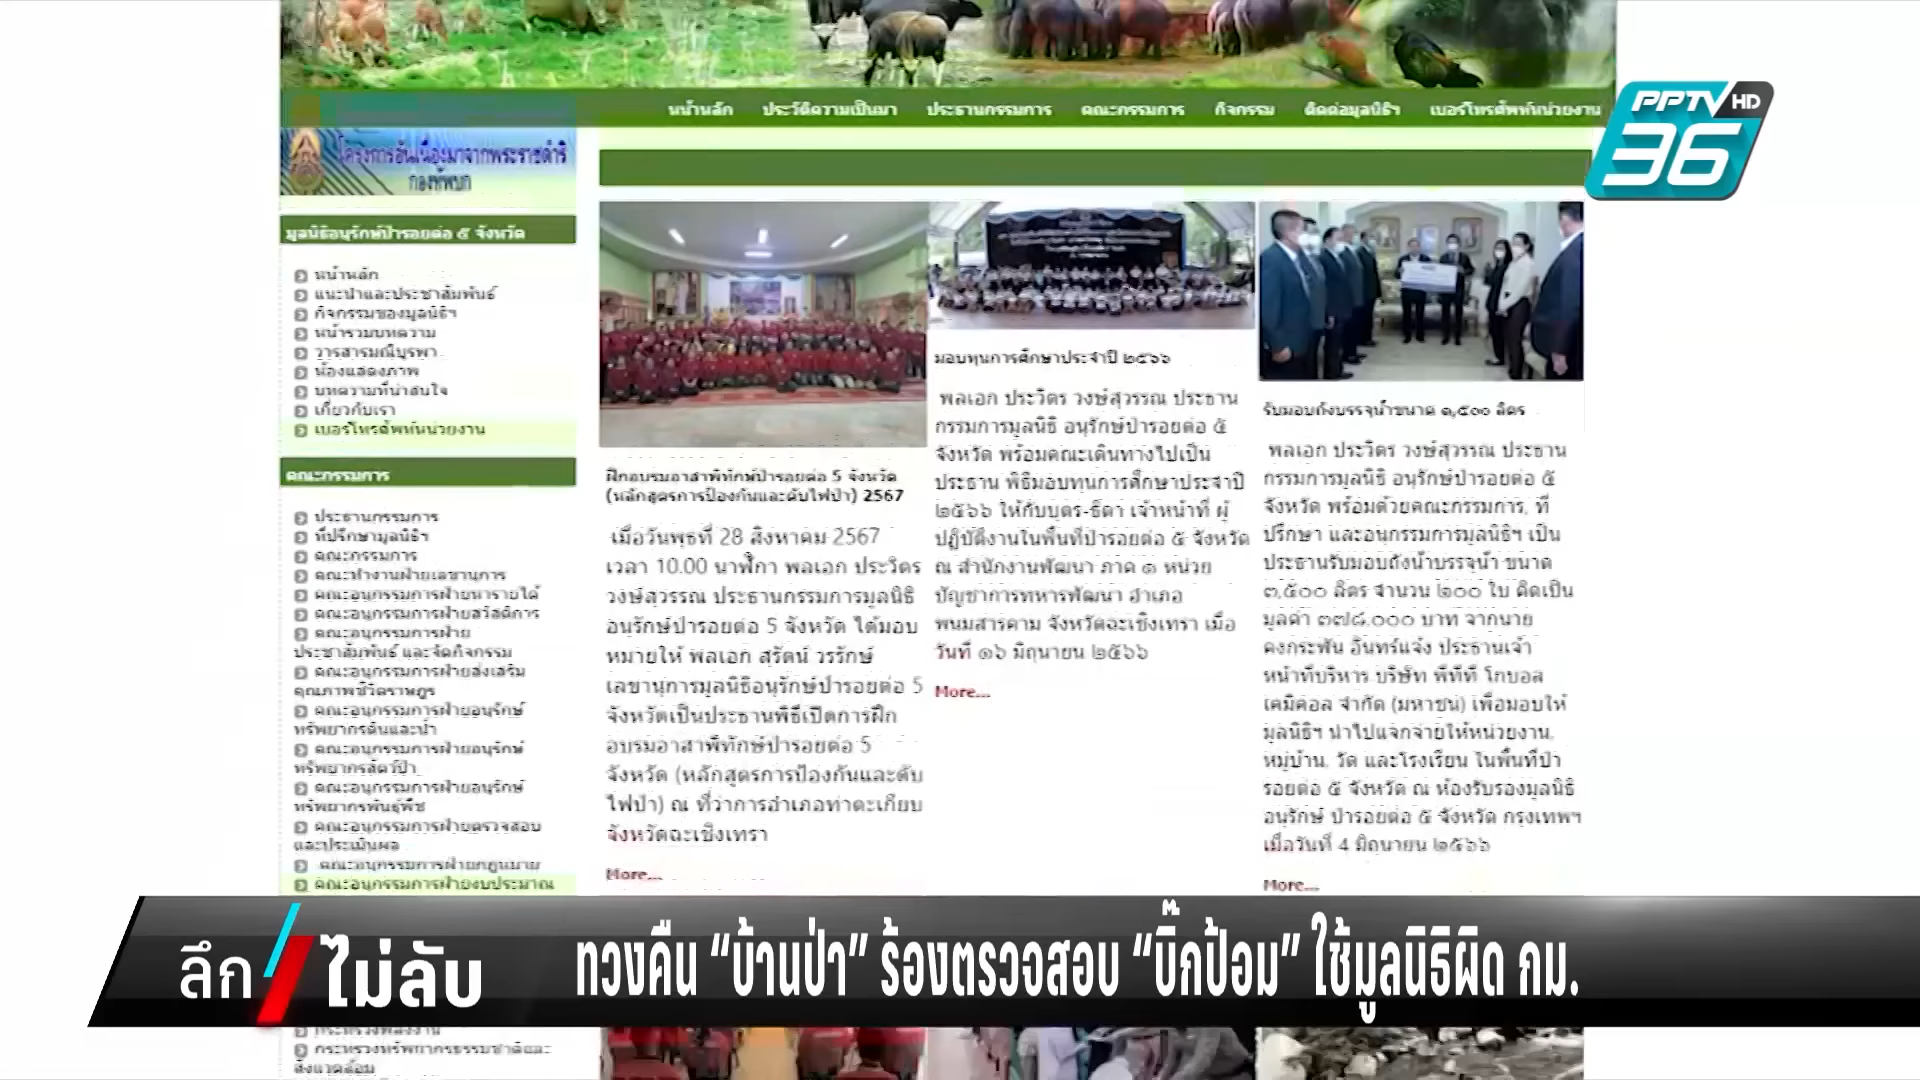 หน้าหลัก ประวัติความเป็นมา ประธานกรรมการ คณะกรรมการ กิจกรรม ติดต่อมูลนิธิฯ เบอร์โทรศัพท์หน่วยงาน
PPTV HD
36
โครงการอันเนื่องมาจากพระราชดำริ
กองทัพบก
มูลนิธิอนุรักษ์ป่ารอยต่อ ๕ จังหวัด
หน้าหลัก
แนะนำและประชาสัมพันธ์
กิจกรรมของมูลนิธิฯ
หน้ารวมบทความ
วารสารมณีบูรพา
ห้องแสดงภาพ
บทความที่น่าสนใจ
เกี่ยวกับเรา
เบอร์โทรศัพท์หน่วยงาน
คณะกรรมการ
ประธานกรรมการ
ที่ปรึกษามูลนิธิฯ
คณะกรรมการ
คณะทำงานฝ่ายเลขานุการ
คณะอนุกรรมการฝ่ายหารายได้
คณะอนุกรรมการฝ่ายสวัสดิการ
คณะอนุกรรมการฝ่าย
ประชาสัมพันธ์ และจัดกิจกรรม
คณะอนุกรรมการฝ่ายส่งเสริม
คุณภาพชีวิตราษฎร
คณะอนุกรรมการฝ่ายอนุรักษ์
ทรัพยากรดินและน้ำ
คณะอนุกรรมการฝ่ายอนุรักษ์
ทรัพยากรสัตว์ป่า
คณะอนุกรรมการฝ่ายอนุรักษ์
ทรัพยากรพันธุ์พืช
คณะอนุกรรมการฝ่ายตรวจสอบ
และประเมินผล
คณะอนุกรรมการฝ่ายกฎหมาย
คณะอนุกรรมการฝ่ายงบประมาณ
ฝึกอบรมอาสาพิทักษ์ป่ารอยต่อ 5 จังหวัด
(หลักสูตรการป้องกันและดับไฟป่า) 2567
เมื่อวันพุธที่ 28 สิงหาคม 2567
เวลา 10.00 นาฬิกา พลเอก ประวิตร
วงษ์สุวรรณ ประธานกรรมการมูลนิธิ
อนุรักษ์ป่ารอยต่อ 5 จังหวัด ได้มอบ
หมายให้ พลเอก สุรัตน์ วรรักษ์
เลขานุการมูลนิธิอนุรักษ์ป่ารอยต่อ 5
จังหวัดเป็นประธานพิธีเปิดการฝึก
อบรมอาสาพิทักษ์ป่ารอยต่อ 5
จังหวัด (หลักสูตรการป้องกันและดับ
ไฟป่า) ณ ที่ว่าการอำเภอท่าตะเกียบ
จังหวัดฉะเชิงเทรา
More...
มอบทุนการศึกษาประจำปี ๒๕๖๖
พลเอก ประวิตร วงษ์สุวรรณ ประธาน
กรรมการมูลนิธิ อนุรักษ์ป่ารอยต่อ ๕
จังหวัด พร้อมคณะเดินทางไปเป็น
ประธาน พิธีมอบทุนการศึกษาประจำปี
๒๕๖๖ ให้กับบุตร-ธิดา เจ้าหน้าที่ ผู้
ปฏิบัติงานในพื้นที่ป่ารอยต่อ ๕ จังหวัด
ณ สำนักงานพัฒนา ภาค ๑ หน่วย
บัญชาการทหารพัฒนา อำเภอ
พนมสารคาม จังหวัดฉะเชิงเทรา เมื่อ
วันที่ ๑๖ มิถุนายน ๒๕๖๖
More...
รับมอบถังบรรจุน้ำขนาด ๑,๕๐๐ ลิตร
พลเอก ประวิตร วงษ์สุวรรณ ประธาน
กรรมการมูลนิธิ อนุรักษ์ป่ารอยต่อ ๕
จังหวัด พร้อมด้วยคณะกรรมการ, ที่
ปรึกษา และอนุกรรมการมูลนิธิฯ เป็น
ประธานรับมอบถังน้ำบรรจุน้ำ ขนาด
๑,๕๐๐ ลิตร จำนวน ๒๐๐ ใบ คิดเป็น
มูลค่า ๓๗๘,๐๐๐ บาท จากนาย
คงกระพัน อินทร์แจ้ง ประธานเจ้า
หน้าที่บริหาร บริษัท พีทีที โกบอล
เคมิคอล จำกัด (มหาชน) เพื่อมอบให้
มูลนิธิฯ นำไปแจกจ่ายให้หน่วยงาน,
หมู่บ้าน, วัด และโรงเรียน ในพื้นที่ป่า
รอยต่อ ๕ จังหวัด ณ ห้องรับรองมูลนิธิ
อนุรักษ์ ป่ารอยต่อ ๕ จังหวัด กรุงเทพฯ
เมื่อวันที่ 4 มิถุนายน ๒๕๖๖
More...
ลึก ไม่ลับ
ทวงคืน “บ้านป่า” ร้องตรวจสอบ “บิ๊กป้อม” ใช้มูลนิธิผิด กม.
กระทรวงพลังงาน
กระทรวงทรัพยากรธรรมชาติและ
สิ่งแวดล้อม